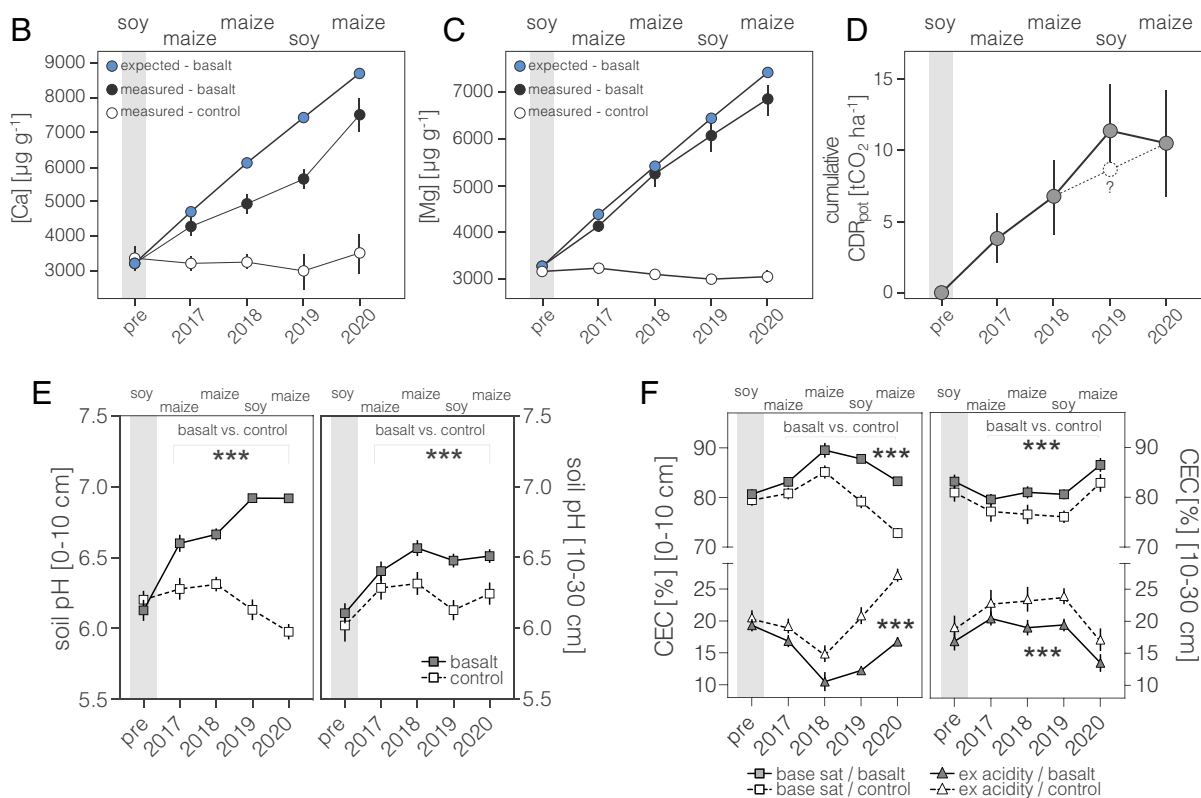 B
soy
maize
maize
soy
maize
[Ca] [µg g⁻¹]
9000
8000
7000
6000
5000
4000
3000
expected - basalt
measured - basalt
measured - control
pre
2017
2018
2019
2020
C
soy
maize
maize
soy
maize
[Mg] [µg g⁻¹]
7000
6000
5000
4000
3000
expected - basalt
measured - basalt
measured - control
pre
2017
2018
2019
2020
D
soy
maize
maize
soy
maize
cumulative
CDRpot [tCO₂ ha⁻¹]
15
10
5
0
?
pre
2017
2018
2019
2020
E
soy
maize
maize
soy
maize
soil pH [0-10 cm]
7.5
7.0
6.5
6.0
5.5
basalt vs. control
***
basalt
control
pre
2017
2018
2019
2020
soy
maize
maize
soy
maize
basalt vs. control
***
7.5
7.0
6.5
6.0
5.5
soil pH [10-30 cm]
pre
2017
2018
2019
2020
F
soy
maize
maize
soy
maize
CEC [%] [0-10 cm]
90
80
70
25
20
15
10
basalt vs. control
***
***
pre
2017
2018
2019
2020
soy
maize
maize
soy
maize
basalt vs. control
***
***
90
80
70
25
20
15
10
CEC [%] [10-30 cm]
pre
2017
2018
2019
2020
base sat / basalt
base sat / control
ex acidity / basalt
ex acidity / control